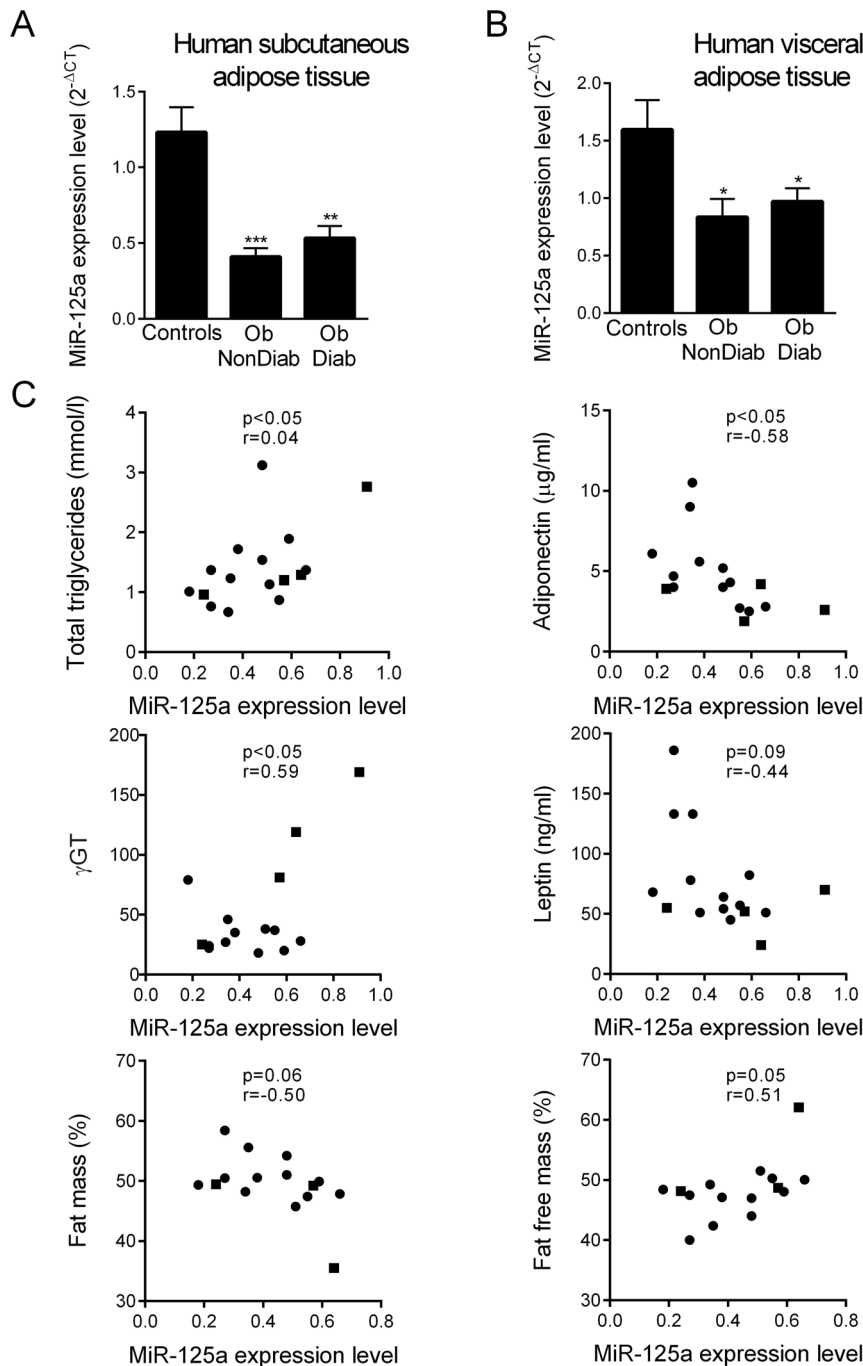 A
Human subcutaneous
adipose tissue
MiR-125a expression level (2-ΔCT)
1.5
1.0
0.5
0.0
***
**
Controls
Ob
NonDiab
Ob
Diab
B
Human visceral
adipose tissue
MiR-125a expression level (2-ΔCT)
2.0
1.5
1.0
0.5
0.0
*
*
Controls
Ob
NonDiab
Ob
Diab
C
p<0.05
r=0.04
Total triglycerides (mmol/l)
4
3
2
1
0
0.0 0.2 0.4 0.6 0.8 1.0
MiR-125a expression level
p<0.05
r=-0.58
Adiponectin (μg/ml)
15
10
5
0
0.0 0.2 0.4 0.6 0.8 1.0
MiR-125a expression level
p<0.05
r=0.59
γGT
200
150
100
50
0
0.0 0.2 0.4 0.6 0.8 1.0
MiR-125a expression level
p=0.09
r=-0.44
Leptin (ng/ml)
200
150
100
50
0
0.0 0.2 0.4 0.6 0.8 1.0
MiR-125a expression level
p=0.06
r=-0.50
Fat mass (%)
70
60
50
40
30
0.0 0.2 0.4 0.6 0.8
MiR-125a expression level
p=0.05
r=0.51
Fat free mass (%)
70
60
50
40
30
0.0 0.2 0.4 0.6 0.8
MiR-125a expression level